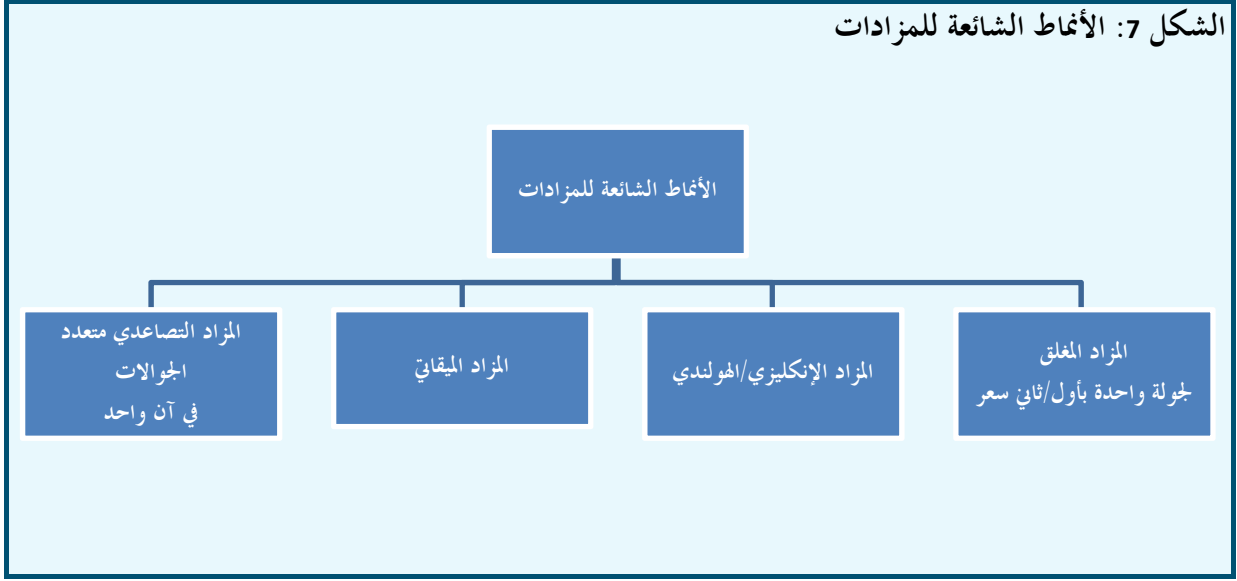 الشكل 7: الأنماط الشائعة للمزادات
الأنماط الشائعة للمزادات
المزاد المغلق
لجولة واحدة بأول/ثاني سعر
المزاد الإنكليزي/الهولندي
المزاد الميقاتي
المزاد التصاعدي متعدد
الجوالات
في آن واحد